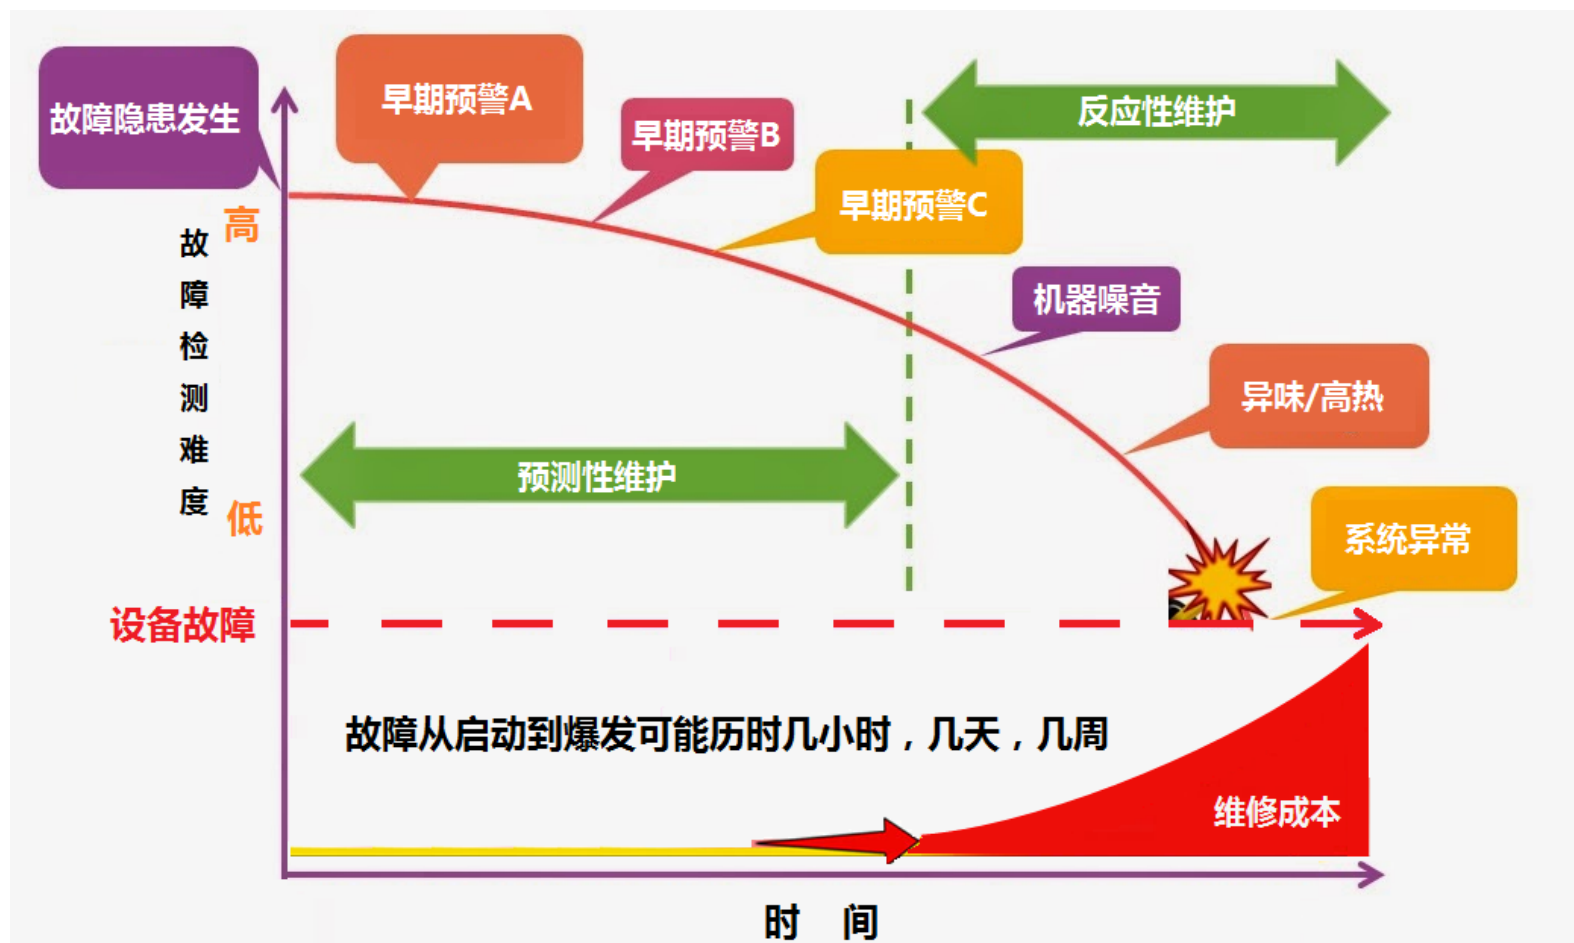 故障隐患发生
早期预警A
早期预警B
早期预警C
反应性维护
机器噪音
异味/高热
系统异常
高
故障检测难度
低
预测性维护
设备故障
故障从启动到爆发可能历时几小时，几天，几周
维修成本
时 间